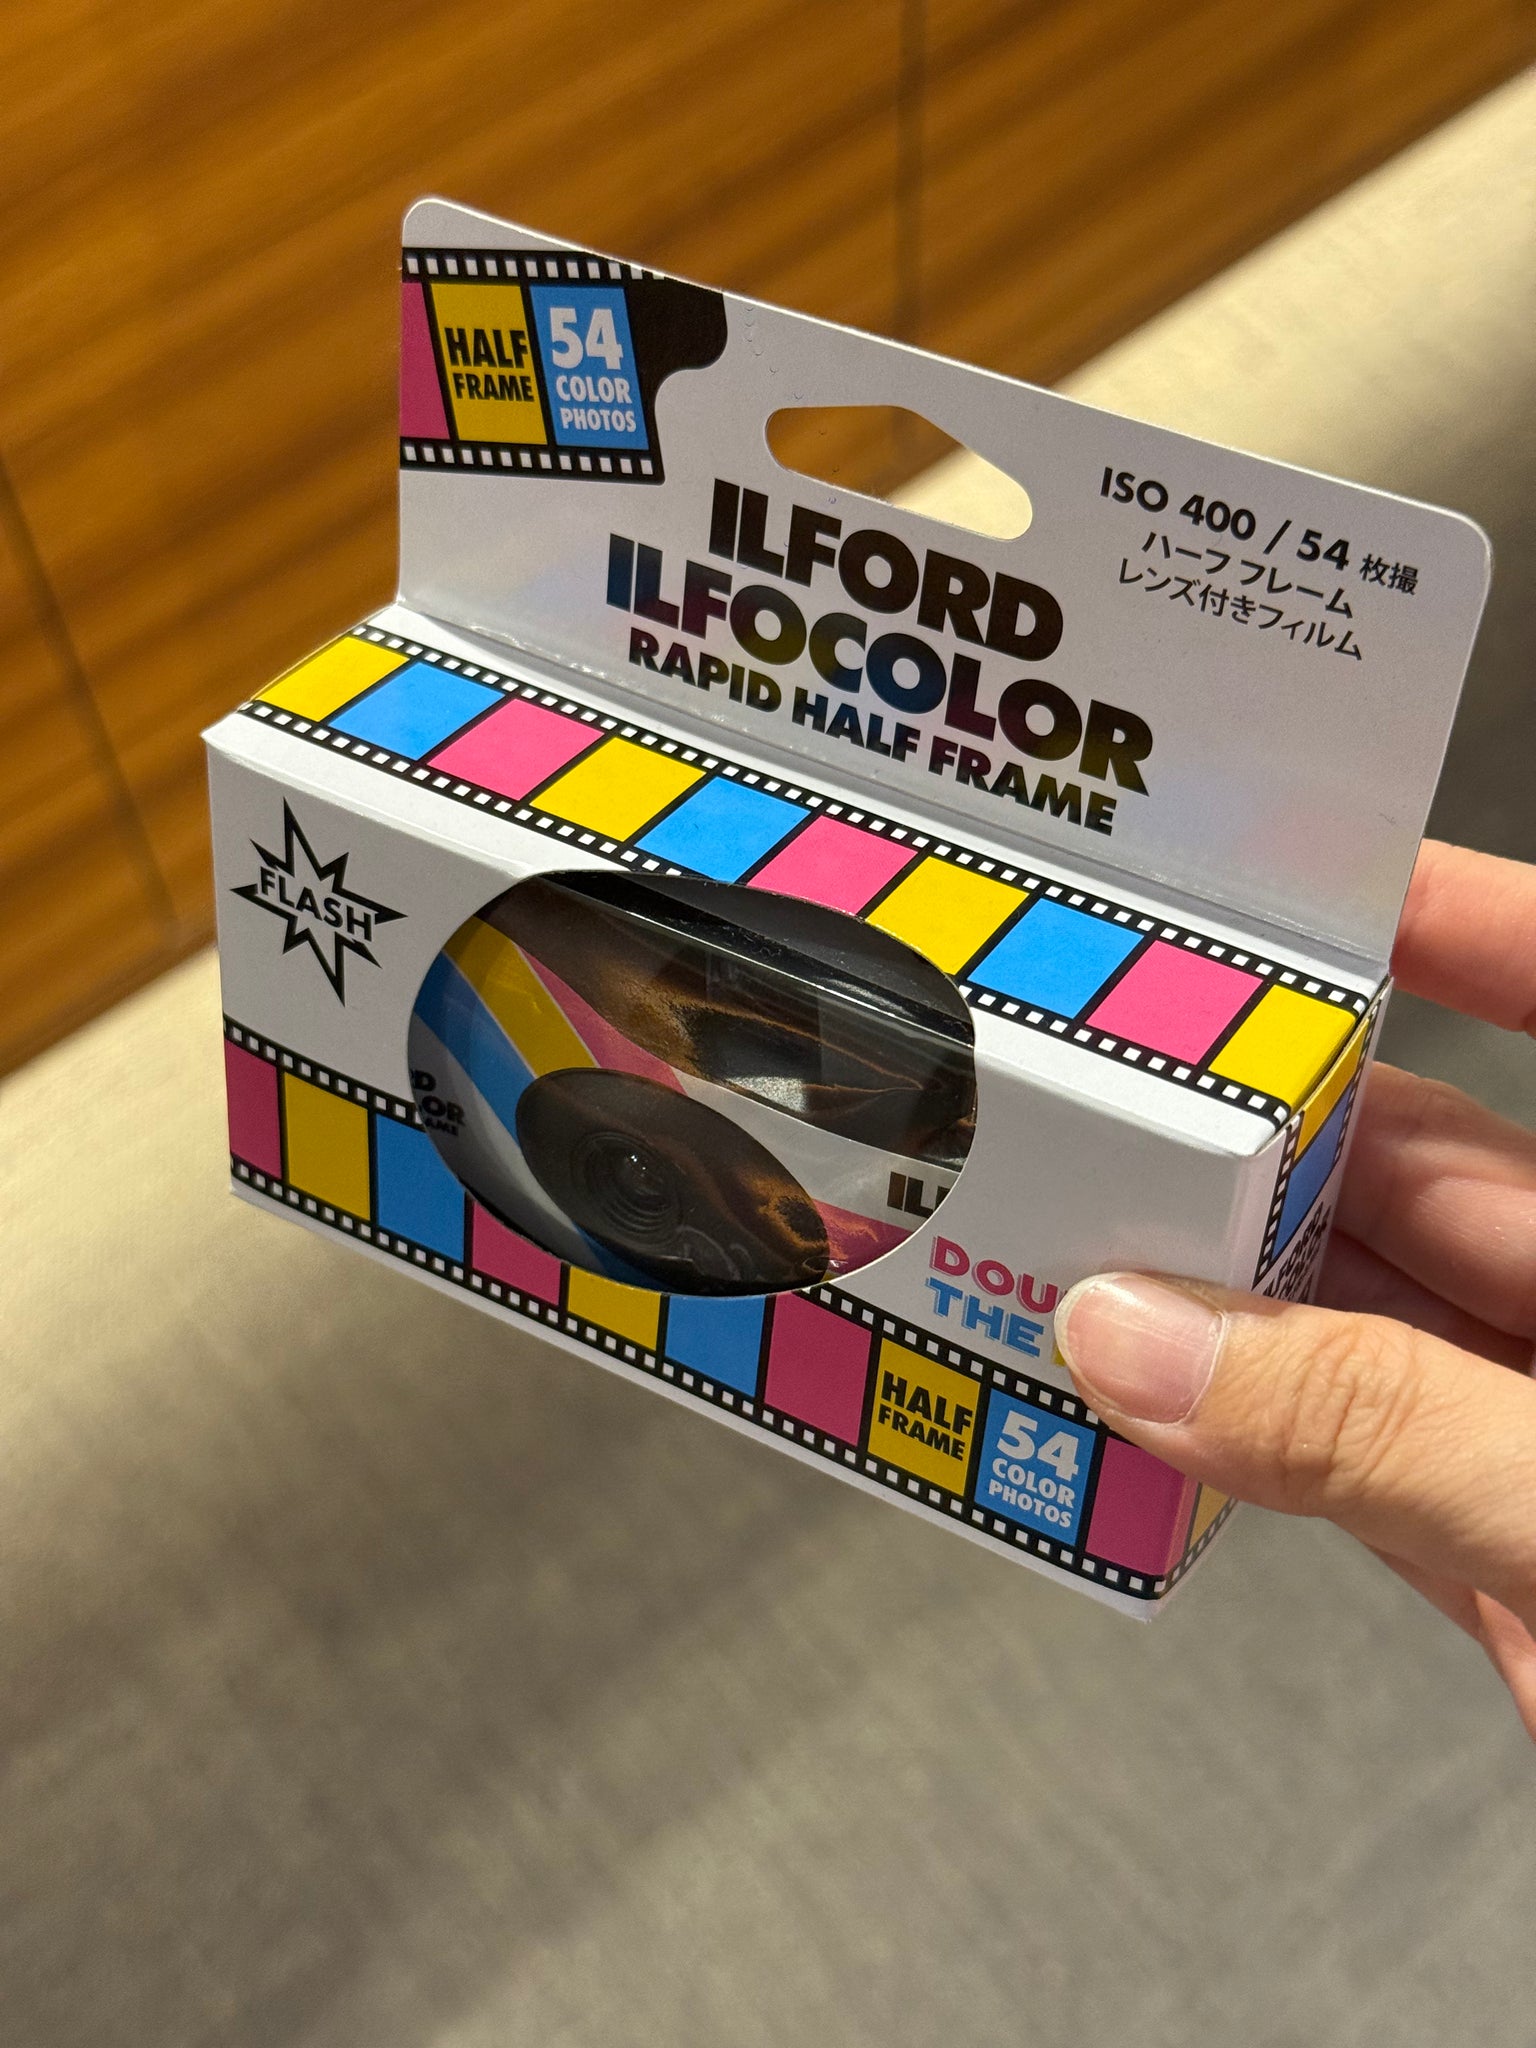 HALF
FRAME
54
COLOR
PHOTOS
ILFORD
ILFOCOLOR
RAPID HALF FRAME
ISO 400 / 54 枚撮
ハーフ フレーム
レンズ付きフィルム
FLASH
THE
HALF
FRAME
54
COLOR
PHOTOS